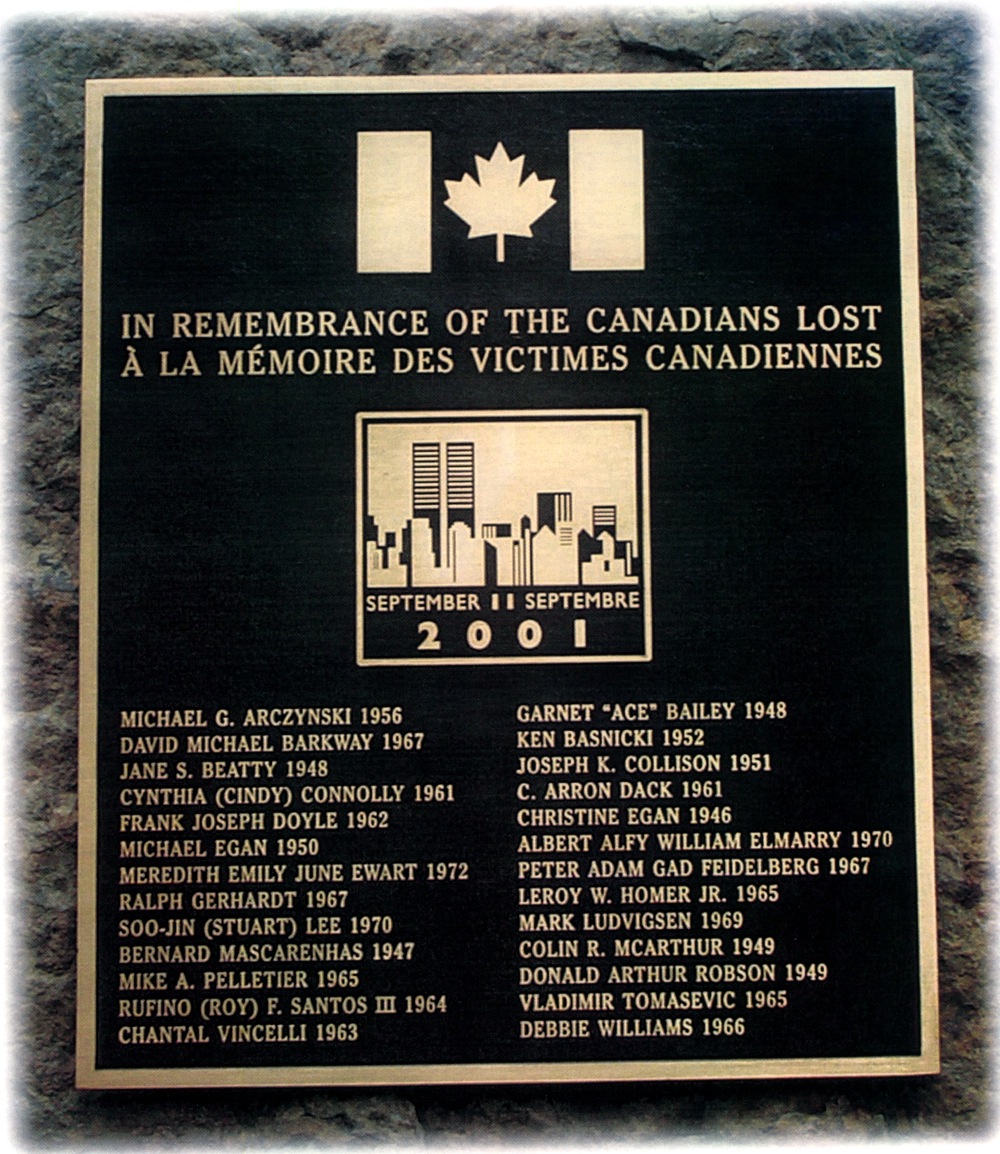 IN REMEMBRANCE OF THE CANADIANS LOST
À LA MÉMOIRE DES VICTIMES CANADIENNES
SEPTEMBER 11 SEPTEMBRE
2001
MICHAEL G. ARCZYNSKI 1956
DAVID MICHAEL BARKWAY 1967
JANE S. BEATTY 1948
CYNTHIA (CINDY) CONNOLLY 1961
FRANK JOSEPH DOYLE 1962
MICHAEL EGAN 1950
MEREDITH EMILY JUNE EWART 1972
RALPH GERHARDT 1967
SOO-JIN (STUART) LEE 1970
BERNARD MASCARENHAS 1947
MIKE A. PELLETIER 1965
RUFINO (ROY) F. SANTOS III 1964
CHANTAL VINCELLI 1963
GARNET "ACE" BAILEY 1948
KEN BASNICKI 1952
JOSEPH K. COLLISON 1951
C. ARRON DACK 1961
CHRISTINE EGAN 1946
ALBERT ALFY WILLIAM ELMARRY 1970
PETER ADAM GAD FEIDELBERG 1967
LEROY W. HOMER JR. 1965
MARK LUDVIGSEN 1969
COLIN R. MCARTHUR 1949
DONALD ARTHUR ROBSON 1949
VLADIMIR TOMASEVIC 1965
DEBBIE WILLIAMS 1966